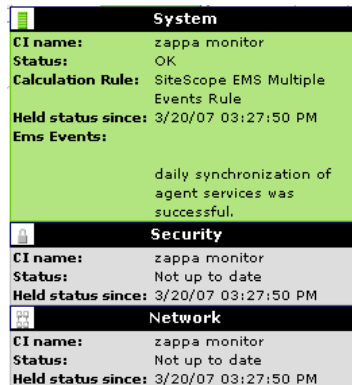 System
CI name: zappa monitor
Status: OK
Calculation Rule: SiteScope EMS Multiple
Events Rule
Held status since: 3/20/07 03:27:50 PM
Ems Events:
daily synchronization of
agent services was
successful.
Security
CI name: zappa monitor
Status: Not up to date
Held status since: 3/20/07 03:27:50 PM
Network
CI name: zappa monitor
Status: Not up to date
Held status since: 3/20/07 03:27:50 PM